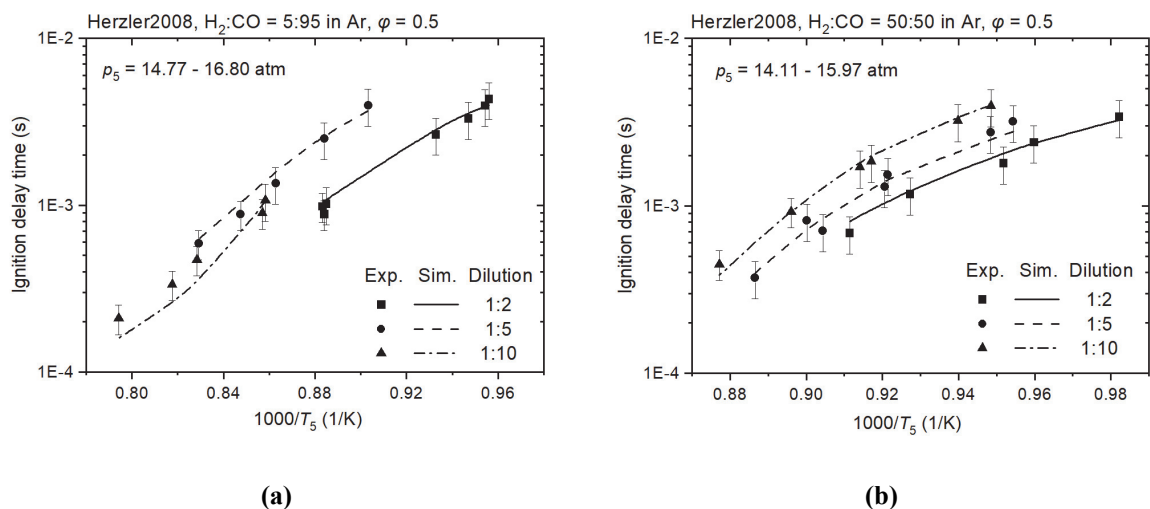 Herzler2008, H₂:CO = 5:95 in Ar, φ = 0.5
1E-2
p₅ = 14.77 - 16.80 atm
Ignition delay time (s)
1E-3
Exp. Sim. Dilution
1:2
1:5
1:10
1E-4
0.80 0.84 0.88 0.92 0.96
1000/T₅ (1/K)
(a)
Herzler2008, H₂:CO = 50:50 in Ar, φ = 0.5
1E-2
p₅ = 14.11 - 15.97 atm
Ignition delay time (s)
1E-3
Exp. Sim. Dilution
1:2
1:5
1:10
1E-4
0.88 0.90 0.92 0.94 0.96 0.98
1000/T₅ (1/K)
(b)